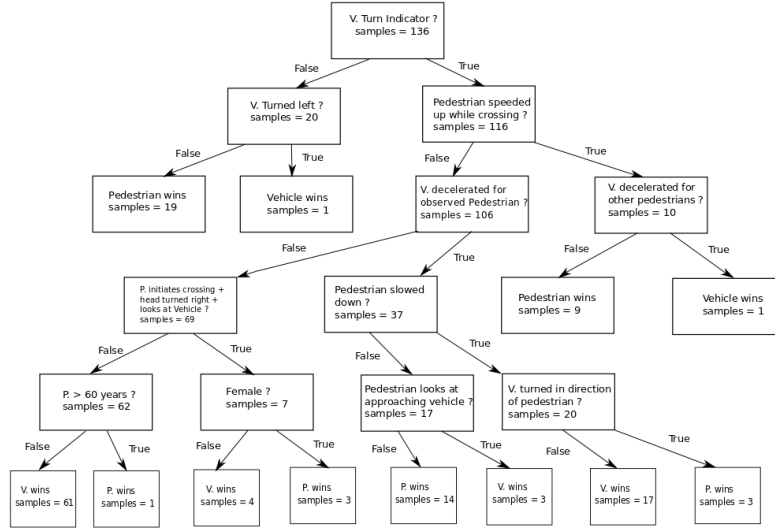 V. Turn Indicator ?
samples = 136
False
True
V. Turned left ?
samples = 20
Pedestrian speeded
up while crossing ?
samples = 116
False
True
False
True
Pedestrian wins
samples = 19
Vehicle wins
samples = 1
V. decelerated for
observed Pedestrian ?
samples = 106
V. decelerated for
other pedestrians ?
samples = 10
False
True
False
True
P. initiates crossing +
head turned right +
looks at Vehicle ?
samples = 69
Pedestrian slowed
down ?
samples = 37
Pedestrian wins
samples = 9
Vehicle wins
samples = 1
False
True
False
True
P. > 60 years ?
samples = 62
Female ?
samples = 7
Pedestrian looks at
approaching vehicle ?
samples = 17
V. turned in direction
of pedestrian ?
samples = 20
False
True
False
True
False
True
False
True
V. wins
samples = 61
P. wins
samples = 1
V. wins
samples = 4
P. wins
samples = 3
P. wins
samples = 14
V. wins
samples = 3
V. wins
samples = 17
P. wins
samples = 3